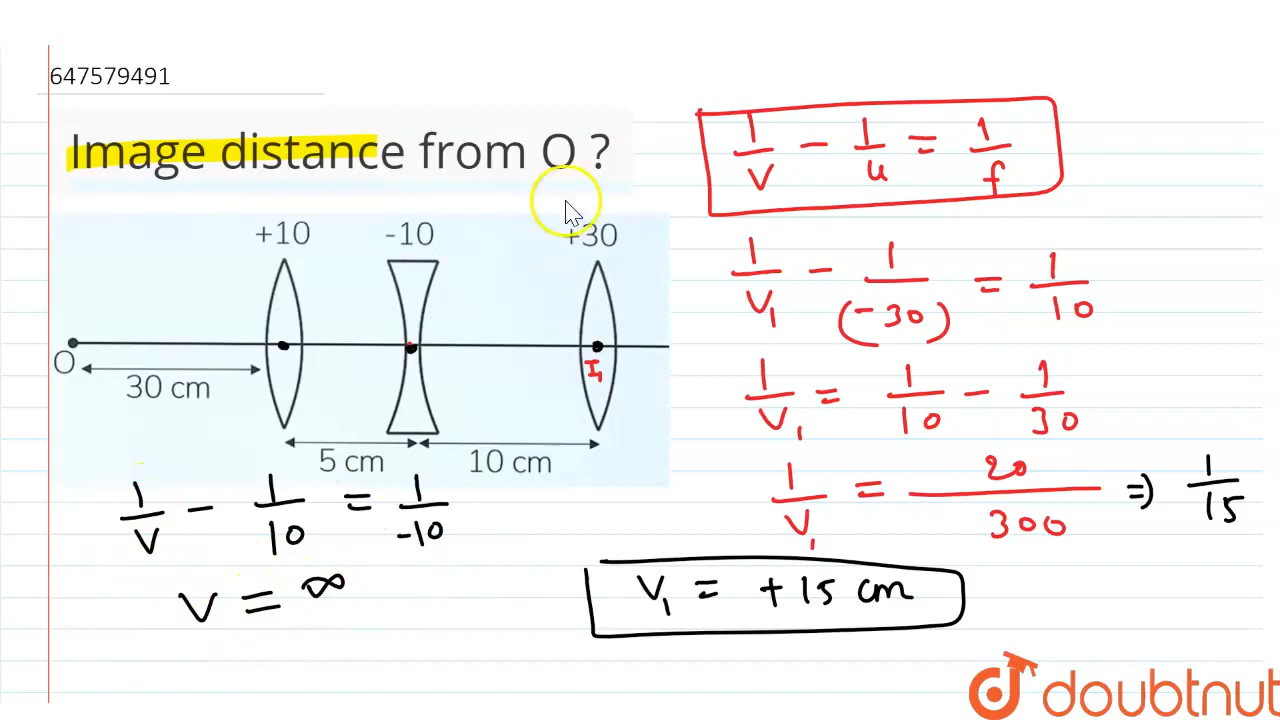 647579491
Image distance from O ?
+10 -10 +30
O
30 cm
I₁
5 cm 10 cm
1/v - 1/10 = 1/-10
v = ∞
1/v - 1/u = 1/f
1/v₁ - 1/(-30) = 1/10
1/v₁ = 1/10 - 1/30
1/v₁ = 20/300 ⇒ 1/15
v₁ = +15 cm
doubtnut